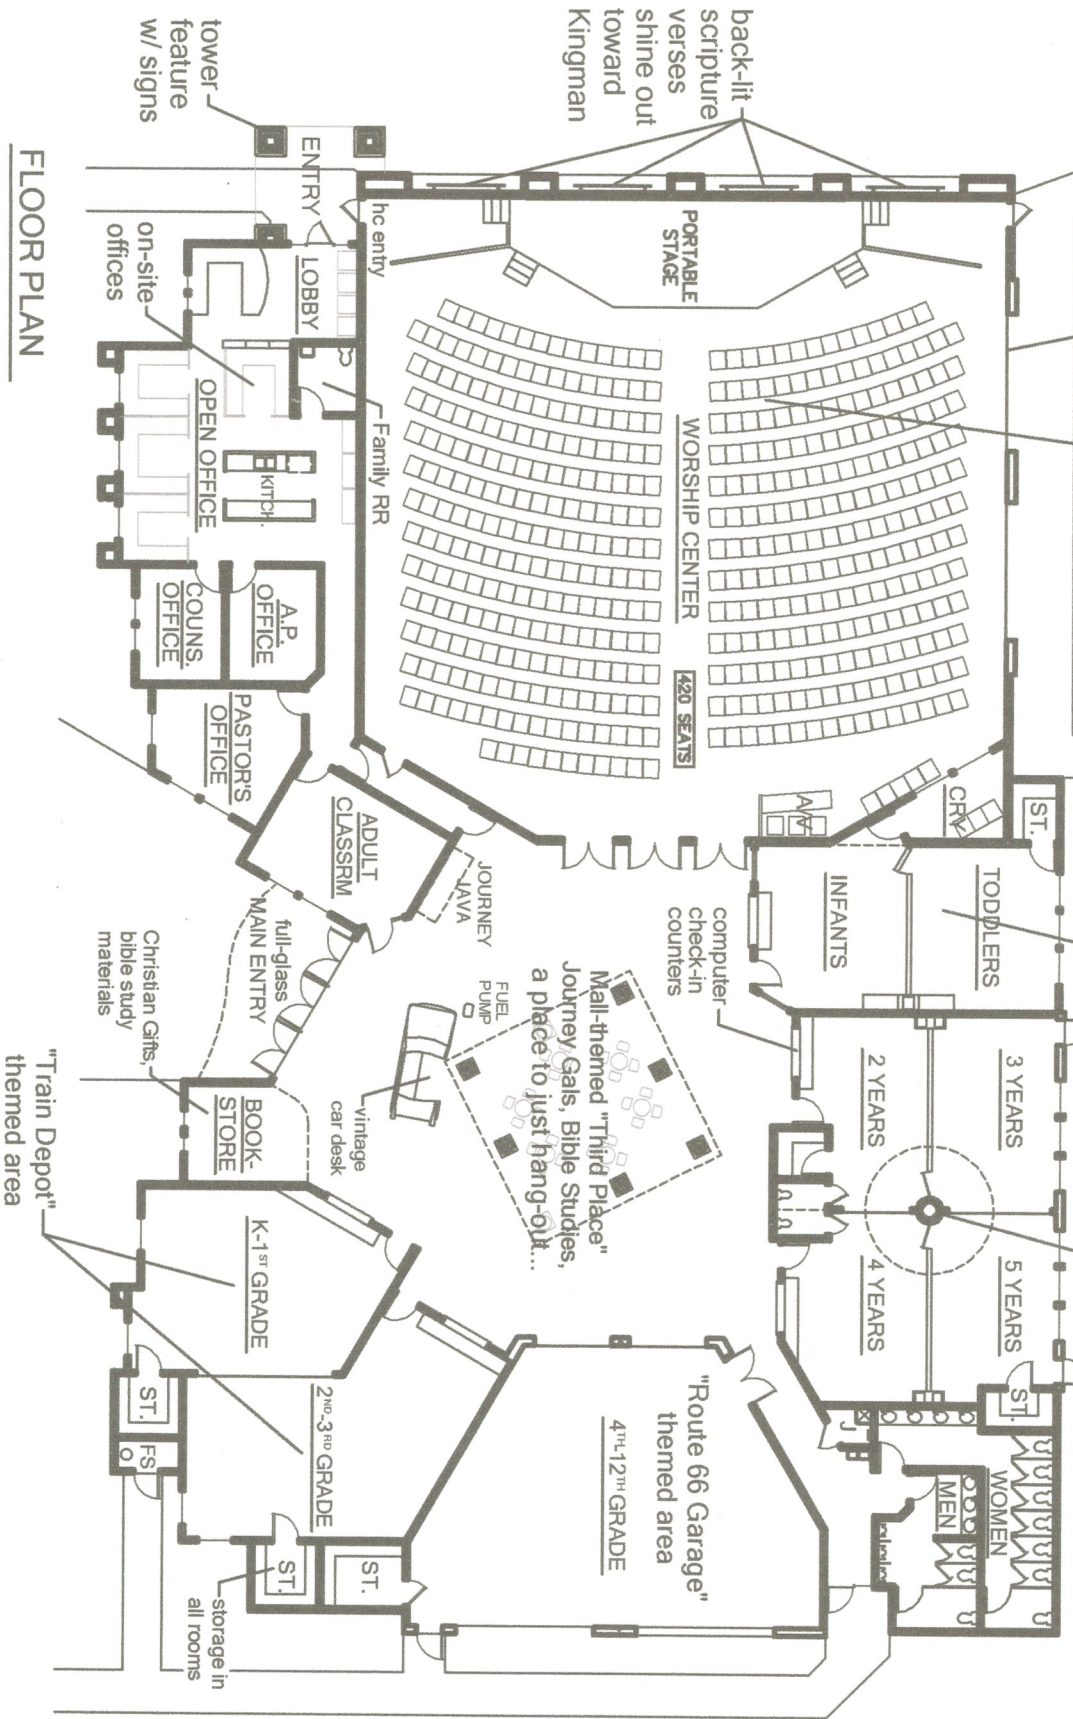 back-lit
scripture
verses
shine out
toward
Kingman
tower
feature
w/ signs
FLOOR PLAN
ENTRY
hc entry
LOBBY
on-site
offices
PORTABLE
STAGE
WORSHIP CENTER
420 SEATS
Family RR
OPEN OFFICE
KITCH.
A.P.
OFFICE
COUNS.
OFFICE
PASTOR'S
OFFICE
ADULT
CLASSRM
JOURNEY
JAVA
A/V
CRY
ST.
TODDLERS
INFANTS
computer
check-in
counters
full-glass
MAIN ENTRY
Christian Gifts,
bible study
materials
FUEL
PUMP
Mall-themed "Third Place"
Journey Gals, Bible Studies,
a place to just hang-out...
vintage
car desk
BOOK-
STORE
"Train Depot"
themed area
3 YEARS
2 YEARS
5 YEARS
4 YEARS
ST.
K-1ST GRADE
2ND-3RD GRADE
"Route 66 Garage"
themed area
4TH-12TH GRADE
J
WOMEN
MEN
ST.
FS
ST.
ST.
storage in
all rooms